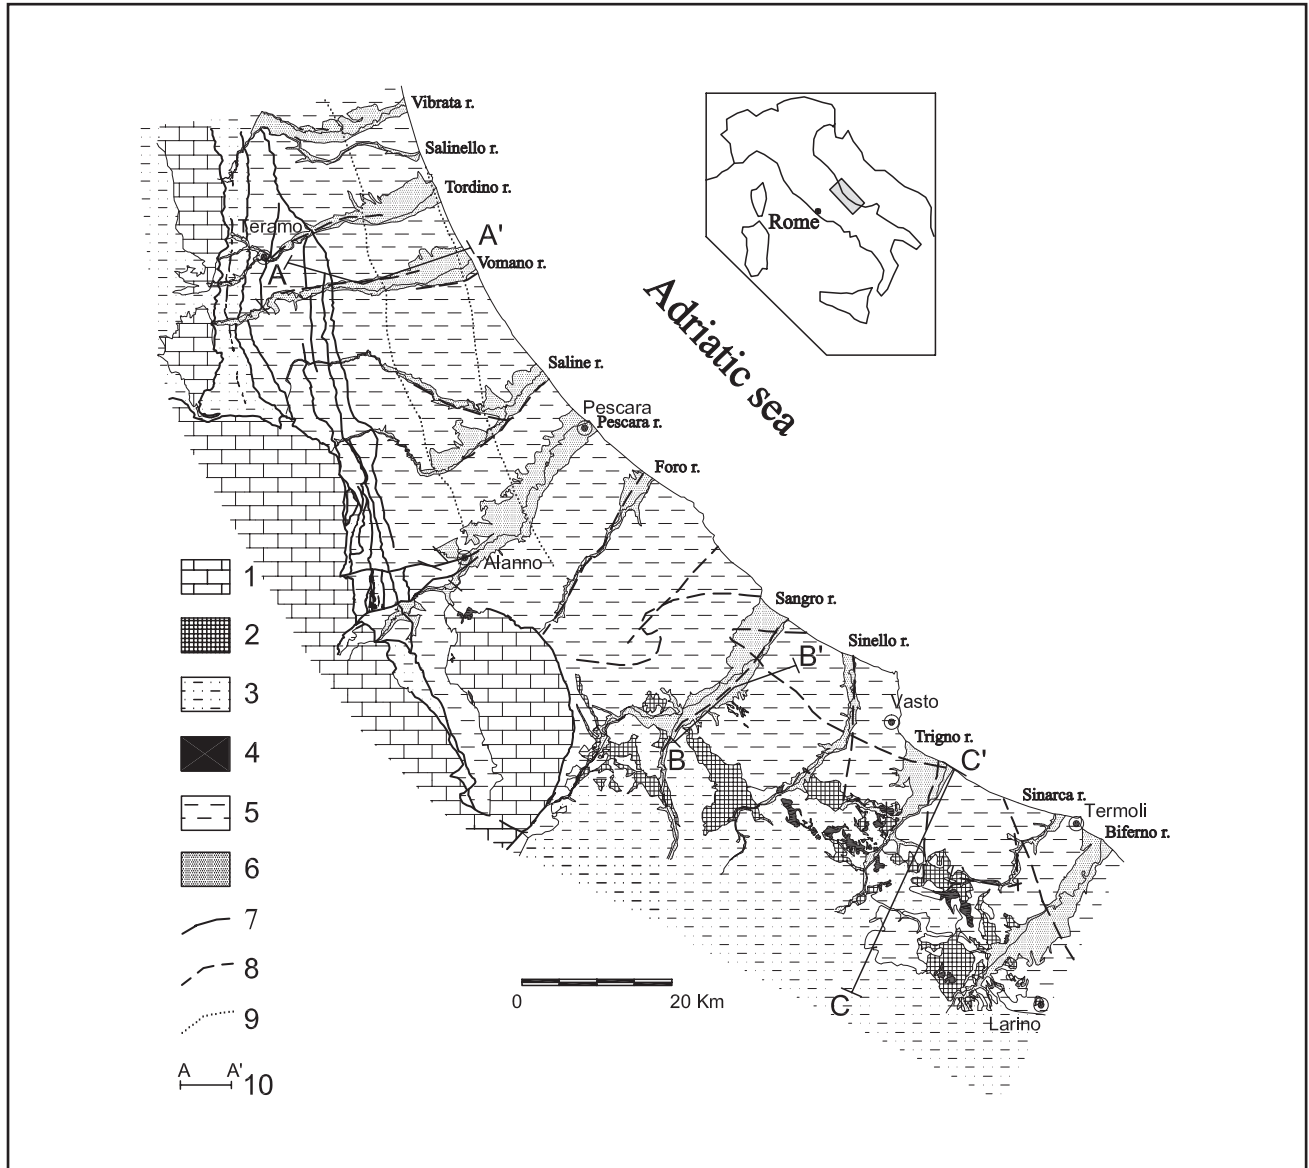 Vibrata r.
Salinello r.
Tordino r.
Teramo
A'
A
Vomano r.
Rome
Adriatic sea
Saline r.
Pescara
Pescara r.
Foro r.
Alanno
1
2
3
4
5
6
7
8
9
A A' 10
Sangro r.
Sinello r.
B'
B
Vasto
Trigno r.
C'
C
Sinarca r.
Termoli
Biferno r.
Larino
0 20 Km